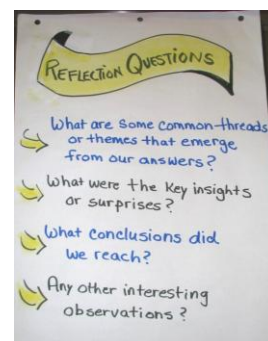 Reflection Questions
What are some common threads
or themes that emerge
from our answers?
What were the key insights
or surprises?
What conclusions did
we reach?
Any other interesting
observations?